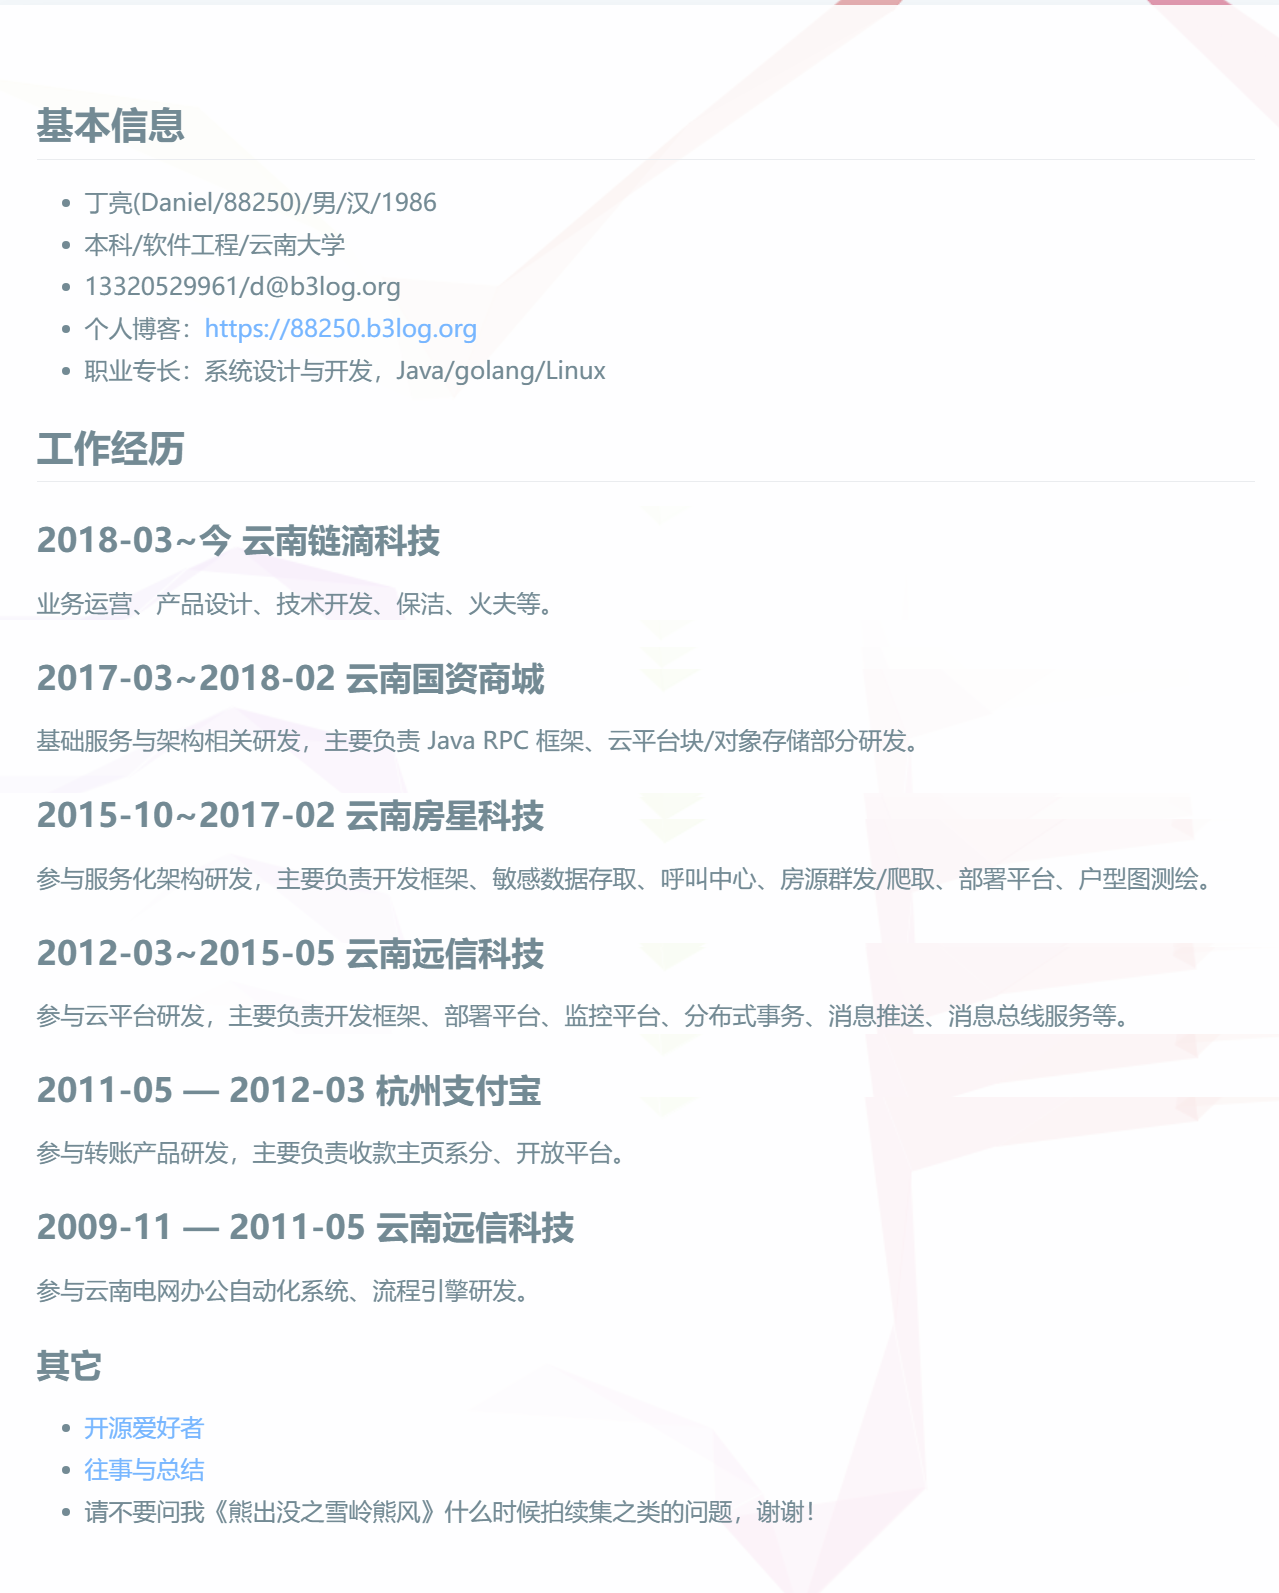 基本信息
丁亮(Daniel/88250)/男/汉/1986
本科/软件工程/云南大学
13320529961/d@b3log.org
个人博客：https://88250.b3log.org
职业专长：系统设计与开发，Java/golang/Linux
工作经历
2018-03~今 云南链滴科技
业务运营、产品设计、技术开发、保洁、火夫等。
2017-03~2018-02 云南国资商城
基础服务与架构相关研发，主要负责 Java RPC 框架、云平台块/对象存储部分研发。
2015-10~2017-02 云南房星科技
参与服务化架构研发，主要负责开发框架、敏感数据存取、呼叫中心、房源群发/爬取、部署平台、户型图测绘。
2012-03~2015-05 云南远信科技
参与云平台研发，主要负责开发框架、部署平台、监控平台、分布式事务、消息推送、消息总线服务等。
2011-05 — 2012-03 杭州支付宝
参与转账产品研发，主要负责收款主页系分、开放平台。
2009-11 — 2011-05 云南远信科技
参与云南电网办公自动化系统、流程引擎研发。
其它
开源爱好者
往事与总结
请不要问我《熊出没之雪岭熊风》什么时候拍续集之类的问题，谢谢！